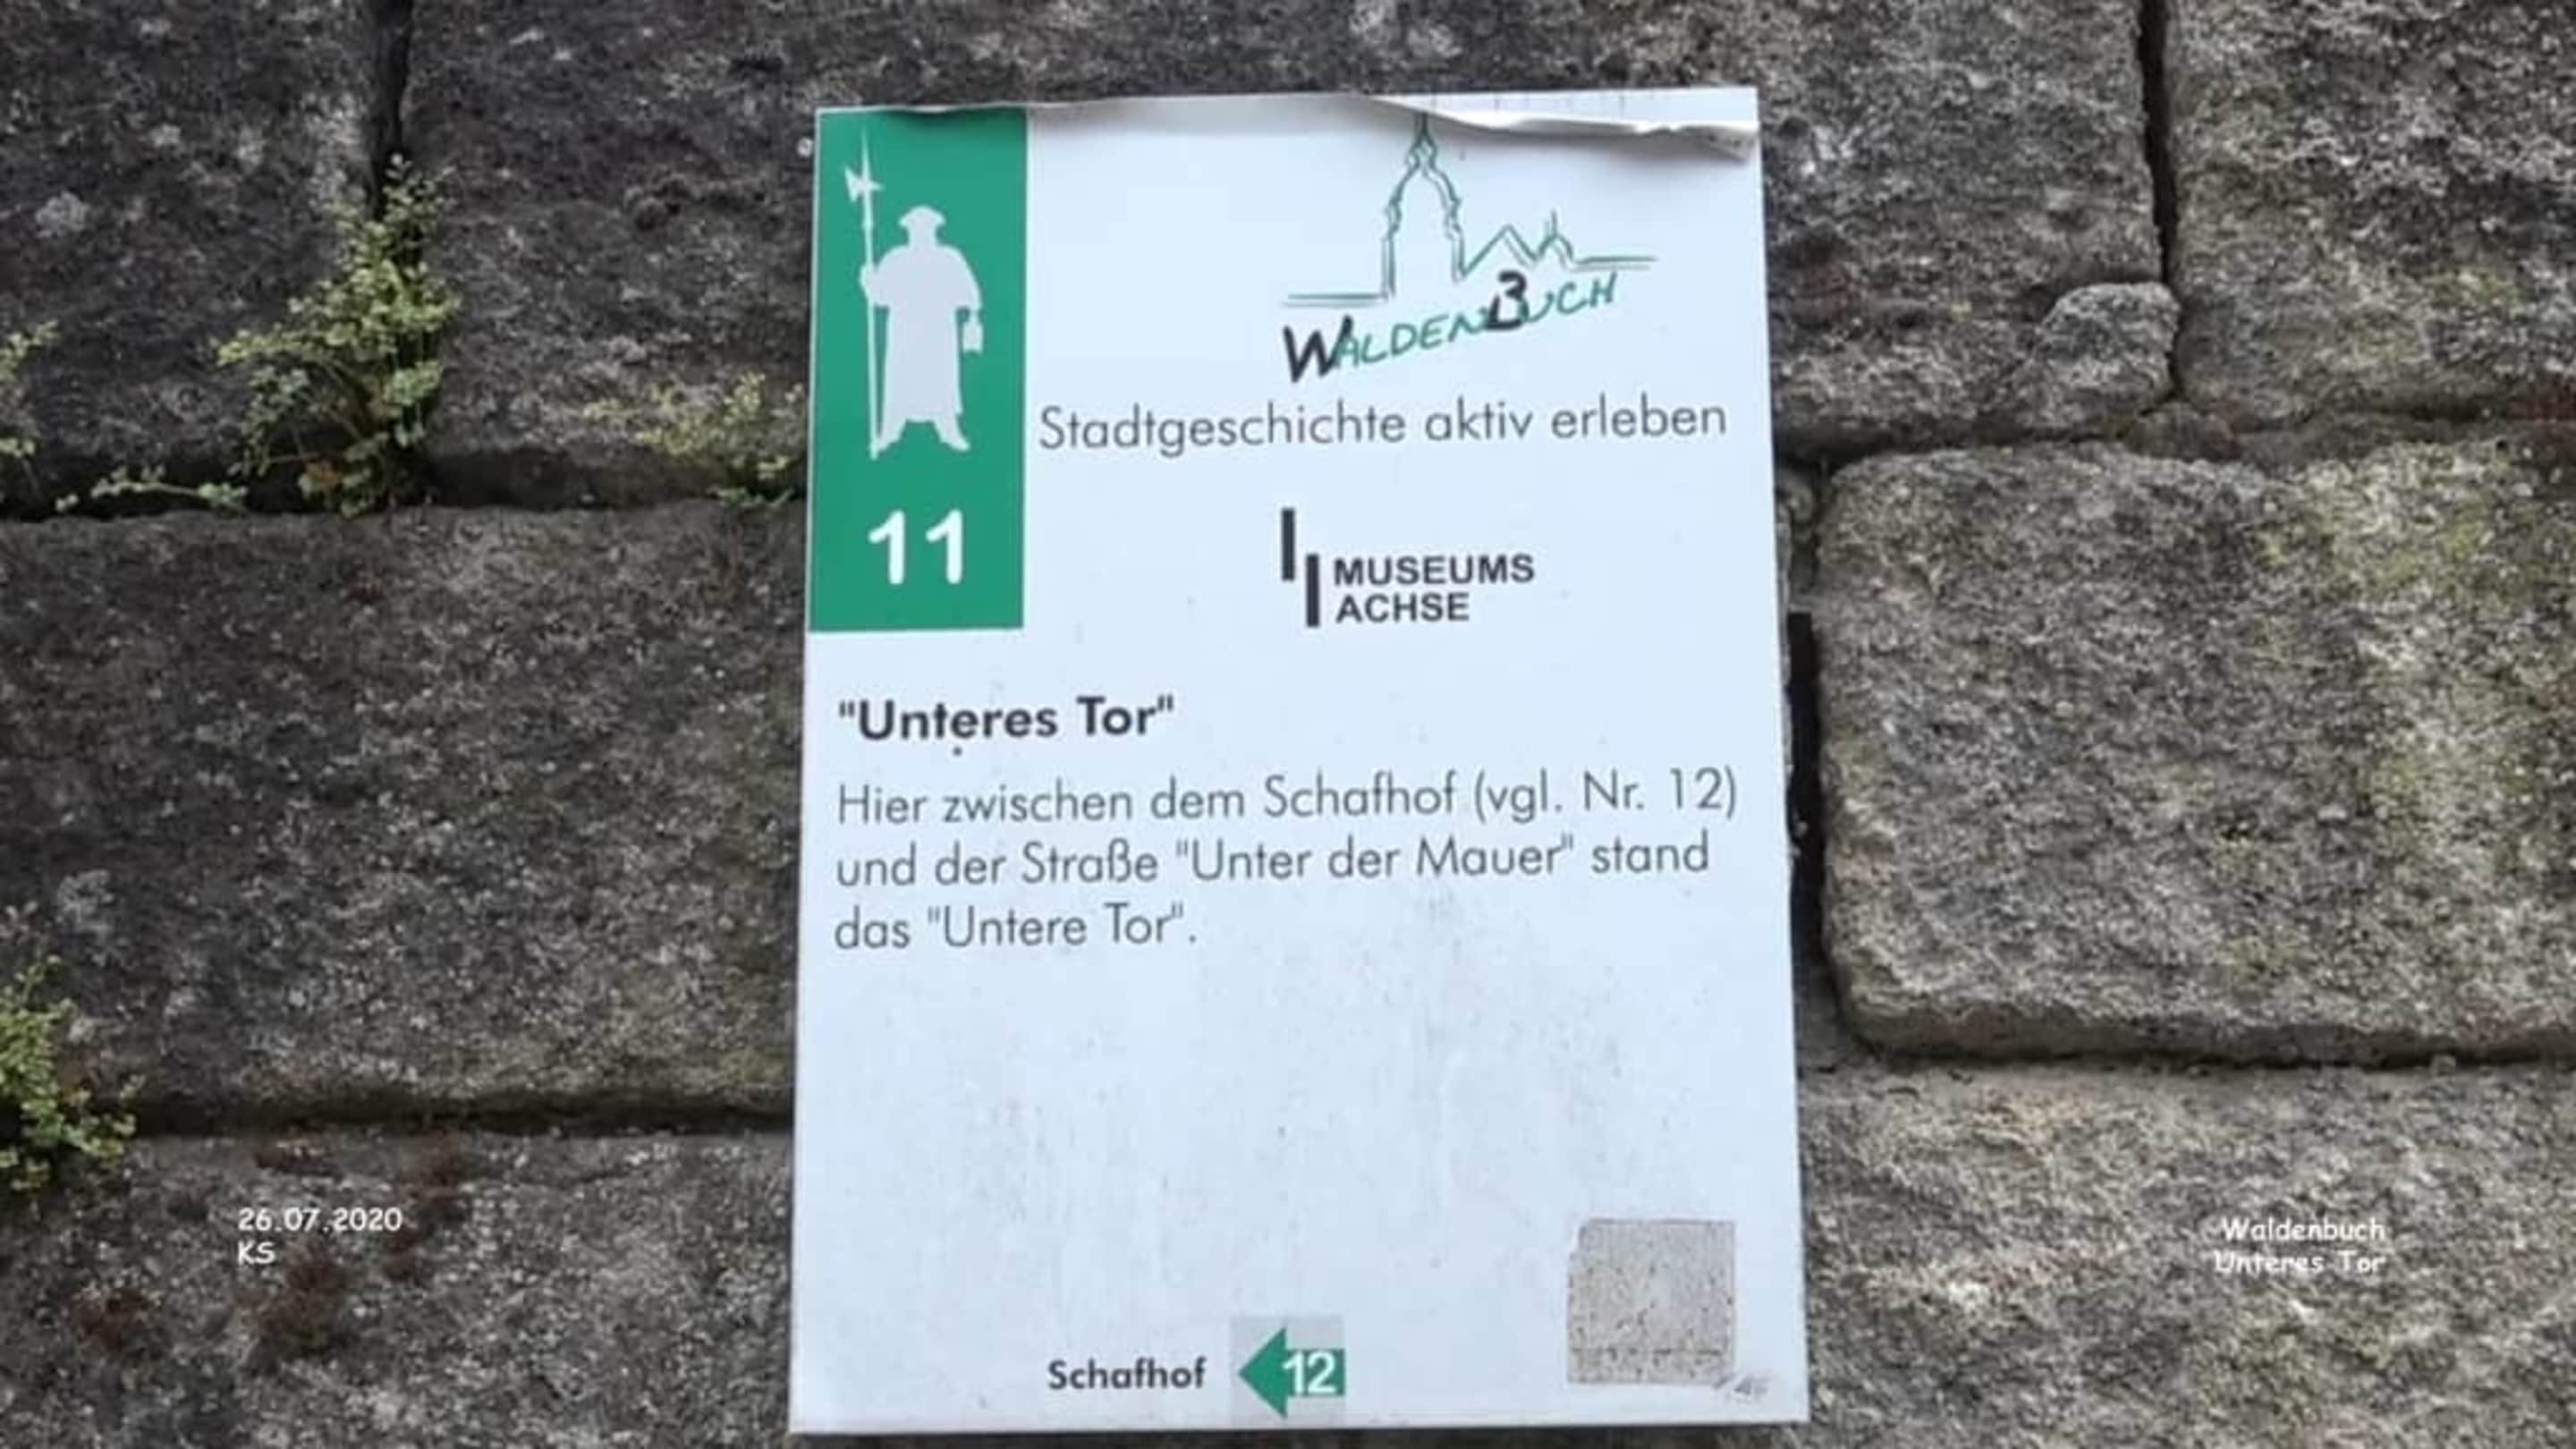 WALDENBUCH
Stadtgeschichte aktiv erleben
11
MUSEUMS
ACHSE
"Unteres Tor"
Hier zwischen dem Schafhof (vgl. Nr. 12)
und der Straße "Unter der Mauer" stand
das "Untere Tor".
Schafhof 12
26.07.2020
KS
Waldenbuch
Unteres Tor